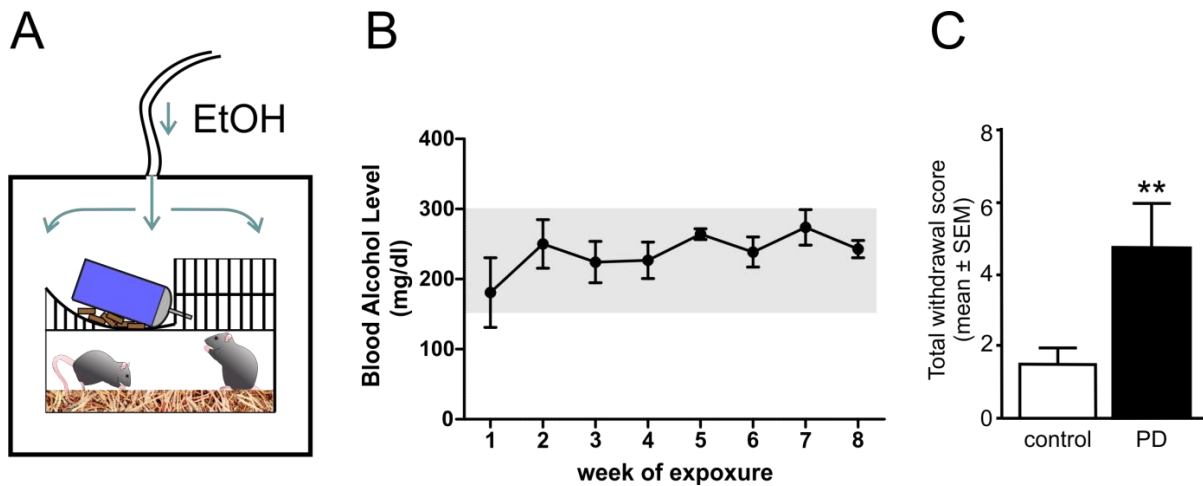 A
EtOH
B
Blood Alcohol Level
(mg/dl)
400
300
200
100
0
1 2 3 4 5 6 7 8
week of expoxure
C
Total withdrawal score
(mean ± SEM)
8
6
4
2
0
**
control PD